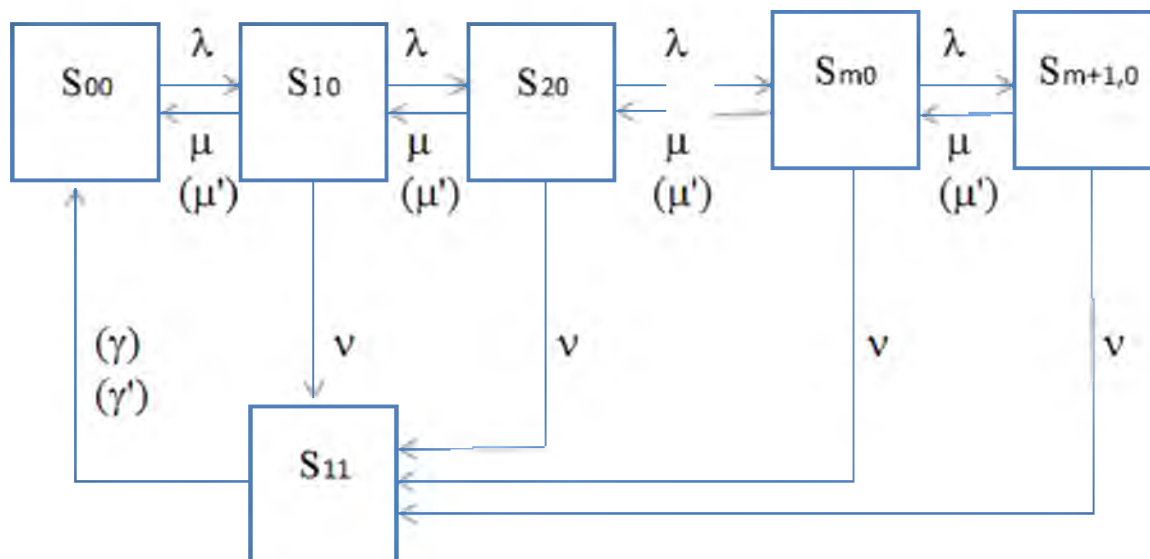 λ λ λ λ
S00 S10 S20 Sm0 Sm+1,0
μ μ μ μ
(μ') (μ') (μ') (μ')
(γ) ν ν ν ν
(γ')
S11